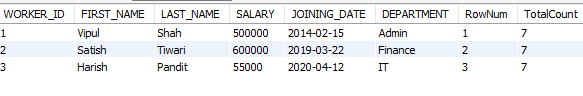 WORKER_ID FIRST_NAME LAST_NAME SALARY JOINING_DATE DEPARTMENT RowNum TotalCount
1 Vipul Shah 500000 2014-02-15 Admin 1 7
2 Satish Tiwari 600000 2019-03-22 Finance 2 7
3 Harish Pandit 55000 2020-04-12 IT 3 7